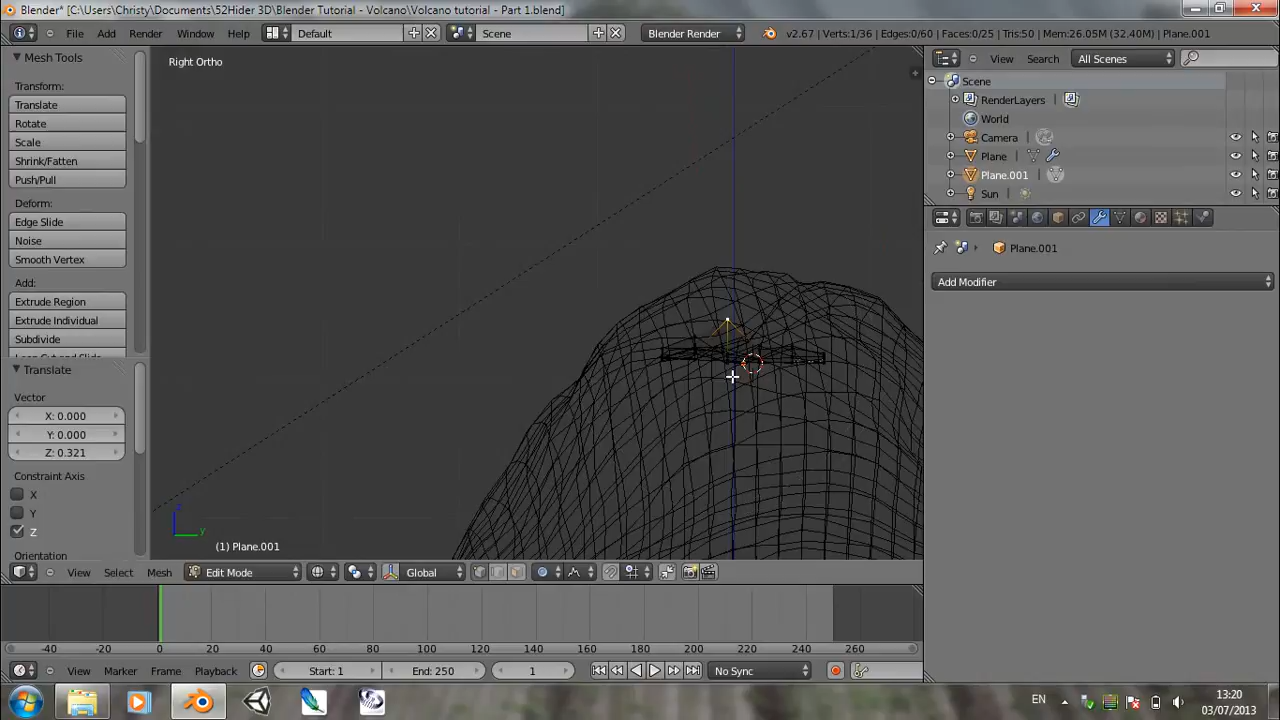 Blender* [C:\Users\Christy\Documents\52Hider 3D\Blender Tutorial - Volcano\Volcano tutorial - Part 1.blend]
File Add Render Window Help Default Scene Blender Render v2.67 | Verts:1/36 | Edges:0/60 | Faces:0/25 | Tris:50 | Mem:26.05M (32.40M) | Plane.001
Mesh Tools
Transform:
Translate
Rotate
Scale
Shrink/Fatten
Push/Pull
Deform:
Edge Slide
Noise
Smooth Vertex
Add:
Extrude Region
Extrude Individual
Subdivide
Translate
Vector
X: 0.000
Y: 0.000
Z: 0.321
Constraint Axis
X
Y
Z
Orientation
Right Ortho
z
y
(1) Plane.001
View Select Mesh Edit Mode Global
View Search All Scenes
Scene
RenderLayers
World
Camera
Plane
Plane.001
Sun
Plane.001
Add Modifier
-40 -20 0 20 40 60 80 100 120 140 160 180 200 220 240 260
View Marker Frame Playback Start: 1 End: 250 1 No Sync
EN 13:20
03/07/2013